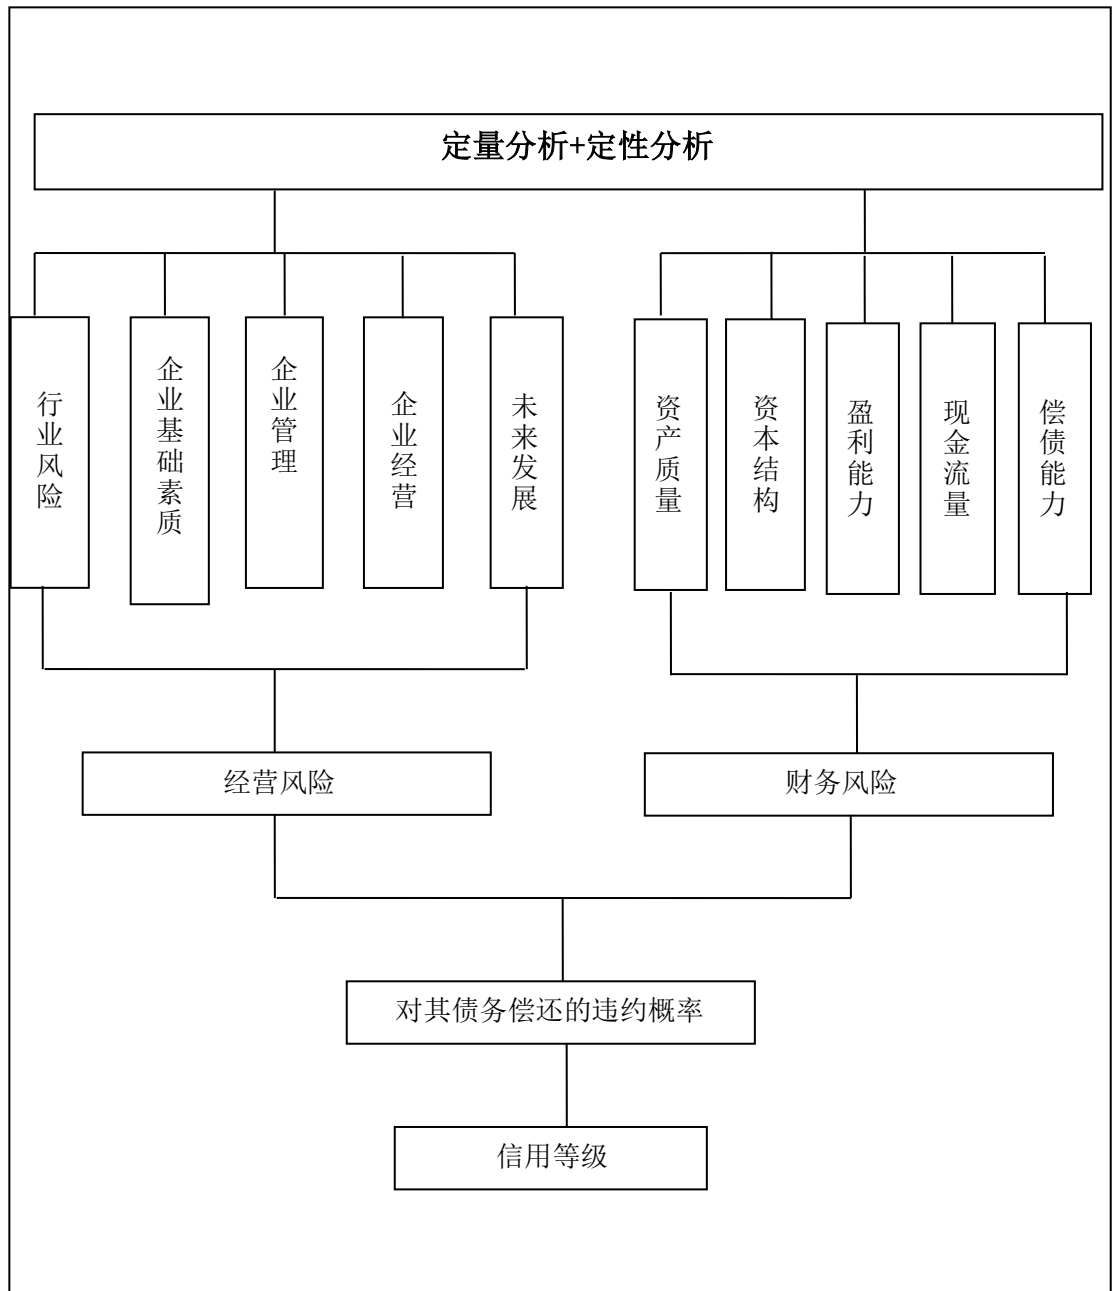 定量分析+定性分析
行业风险
企业基础素质
企业管理
企业经营
未来发展
资产质量
资本结构
盈利能力
现金流量
偿债能力
经营风险
财务风险
对其债务偿还的违约概率
信用等级